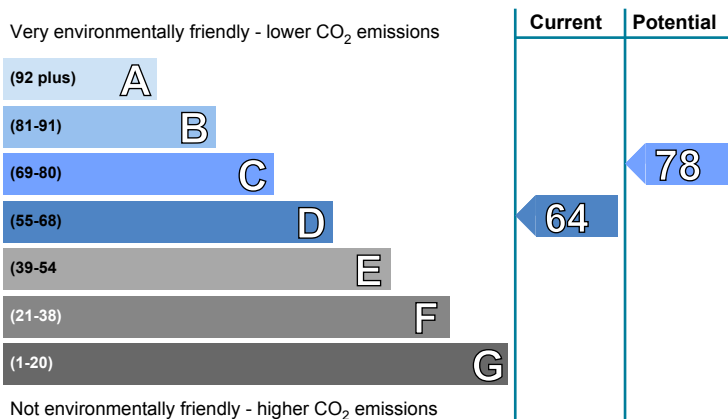 Current Potential
Very environmentally friendly - lower CO2 emissions
(92 plus) A
(81-91) B
(69-80) C
78
(55-68) D
64
(39-54 E
(21-38) F
(1-20) G
Not environmentally friendly - higher CO2 emissions